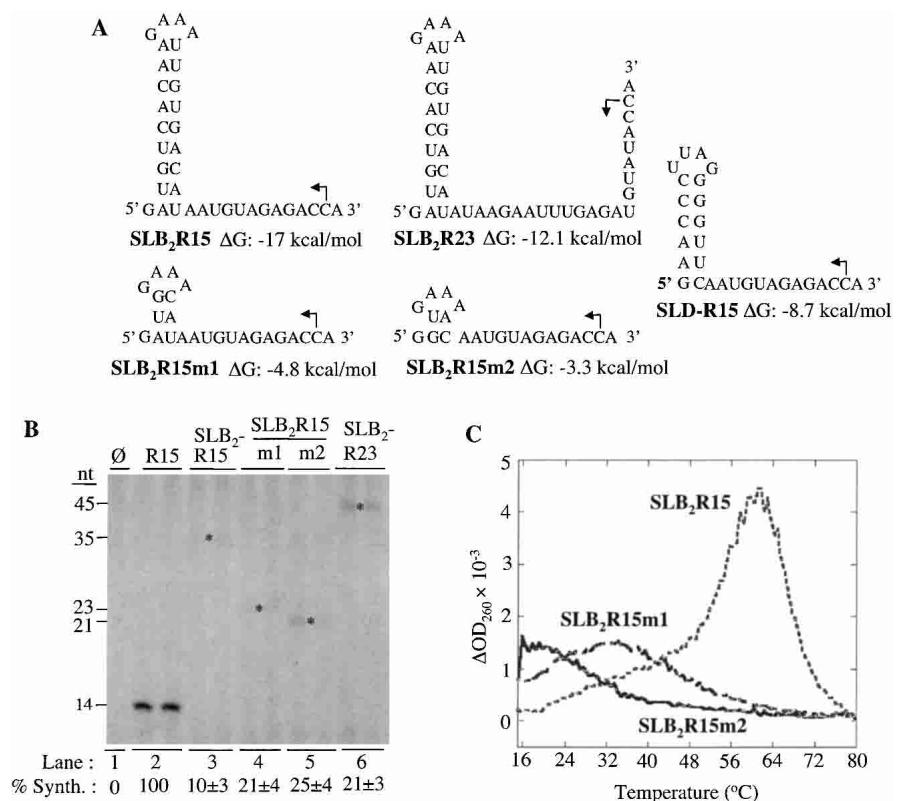 A
A A
G A
AU
AU
CG
AU
CG
UA
GC
UA
5' G AU AAUGUAGAGACCA 3'
SLB2R15 ΔG: -17 kcal/mol
A A
G A
AU
AU
CG
AU
CG
UA
GC
UA
5' G AUAUAAGAAUUUGAGAU
G
U
A
U
A
C
C
A
3'
SLB2R23 ΔG: -12.1 kcal/mol
U A
U G
C G
C G
C G
A U
A U
5' G CAAUGUAGAGACCA 3'
SLD-R15 ΔG: -8.7 kcal/mol
A A
G A
GC
UA
5' GAUAAUGUAGAGACCA 3'
SLB2R15m1 ΔG: -4.8 kcal/mol
A A
G A
UA
5' GGC AAUGUAGAGACCA 3'
SLB2R15m2 ΔG: -3.3 kcal/mol
B
nt
Ø
R15
SLB2-
R15
SLB2R15
m1 m2
SLB2-
R23
45
35
*
*
*
*
23
21
14
Lane : 1 2 3 4 5 6
% Synth. : 0 100 10±3 21±4 25±4 21±3
C
ΔOD260 × 10-3
5
4
3
2
1
0
SLB2R15
SLB2R15m1
SLB2R15m2
16 24 32 40 48 56 64 72 80
Temperature (°C)